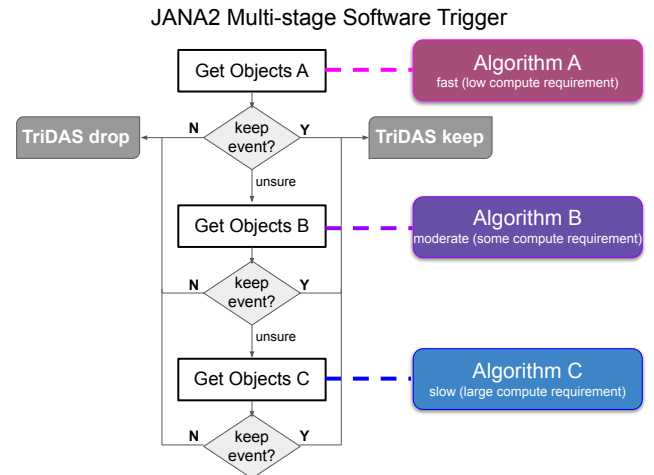 JANA2 Multi-stage Software Trigger
Get Objects A
Algorithm A
fast (low compute requirement)
TriDAS drop
N
keep
event?
Y
TriDAS keep
unsure
Get Objects B
Algorithm B
moderate (some compute requirement)
N
keep
event?
Y
unsure
Get Objects C
Algorithm C
slow (large compute requirement)
N
keep
event?
Y